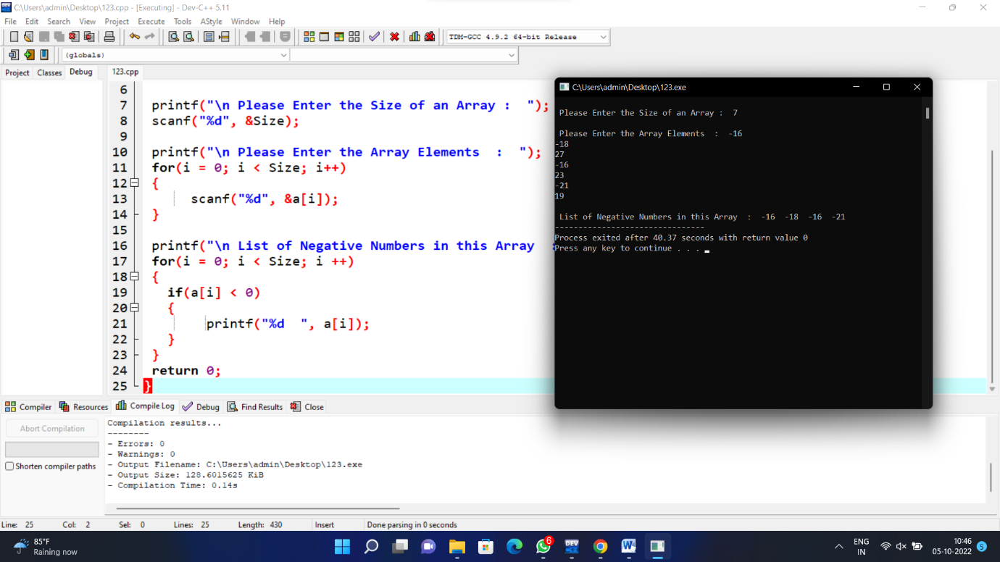 C:\Users\admin\Desktop\123.cpp - [Executing] - Dev-C++ 5.11
File Edit Search View Project Execute Tools AStyle Window Help
TDM-GCC 4.9.2 64-bit Release
(globals)
Project Classes Debug
123.cpp
6
7 printf("\n Please Enter the Size of an Array :  ");
8 scanf("%d", &Size);
9
10 printf("\n Please Enter the Array Elements  :  ");
11 for(i = 0; i < Size; i++)
12 {
13 scanf("%d", &a[i]);
14 }
15
16 printf("\n List of Negative Numbers in this Array
17 for(i = 0; i < Size; i ++)
18 {
19 if(a[i] < 0)
20 {
21 printf("%d  ", a[i]);
22 }
23 }
24 return 0;
25 }
C:\Users\admin\Desktop\123.exe
Please Enter the Size of an Array :  7
Please Enter the Array Elements  :  -16
-18
27
-16
23
-21
19
List of Negative Numbers in this Array  :  -16  -18  -16  -21
--------------------------------
Process exited after 40.37 seconds with return value 0
Press any key to continue . . .
Compiler Resources Compile Log Debug Find Results Close
Abort Compilation
Shorten compiler paths
Compilation results...
--------
- Errors: 0
- Warnings: 0
- Output Filename: C:\Users\admin\Desktop\123.exe
- Output Size: 128.6015625 KiB
- Compilation Time: 0.14s
Line: 25 Col: 2 Sel: 0 Lines: 25 Length: 430 Insert Done parsing in 0 seconds
85°F
Raining now
6
DEV
W
ENG
IN
10:46
05-10-2022
5